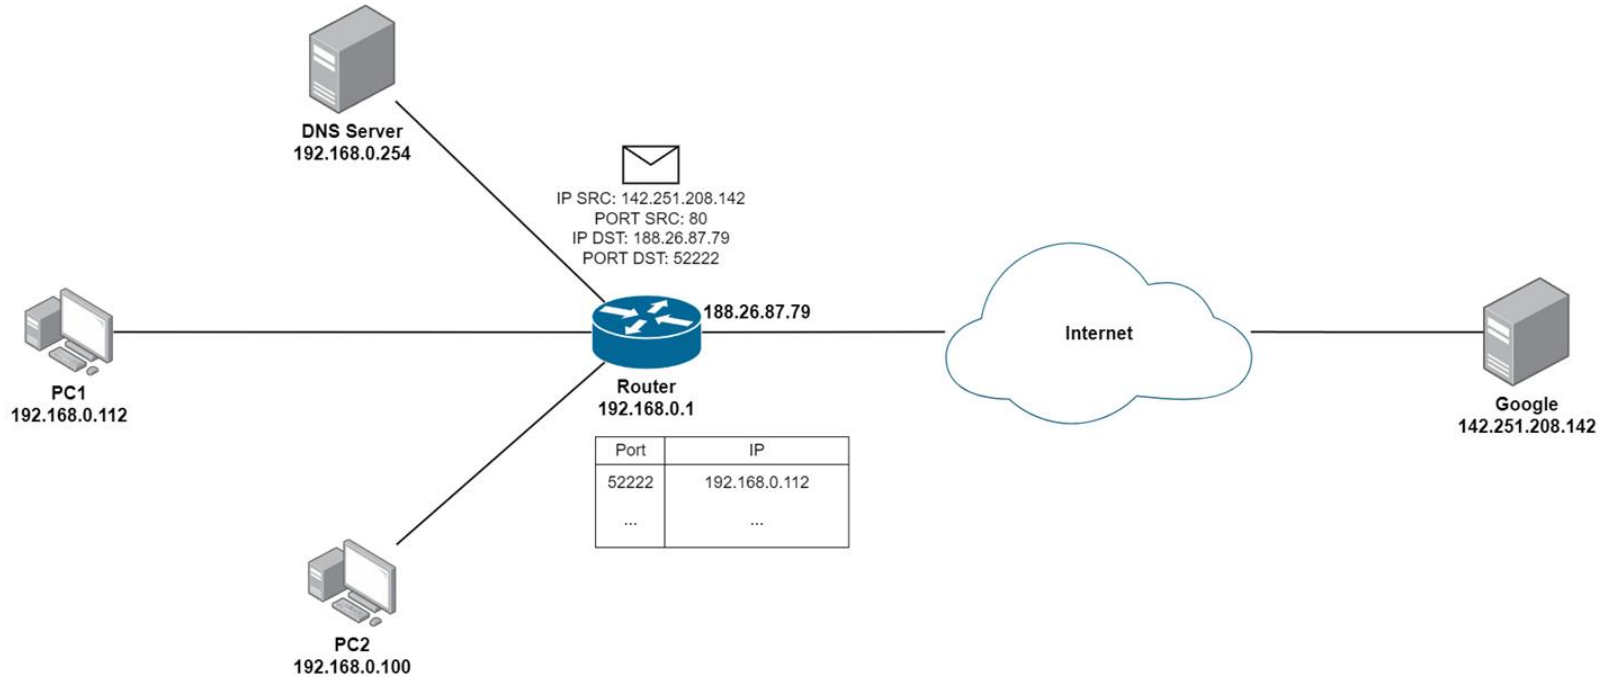 DNS Server
192.168.0.254
IP SRC: 142.251.208.142
PORT SRC: 80
IP DST: 188.26.87.79
PORT DST: 52222
188.26.87.79
Internet
PC1
192.168.0.112
Router
192.168.0.1
Google
142.251.208.142
Port IP
52222 192.168.0.112
... ...
PC2
192.168.0.100